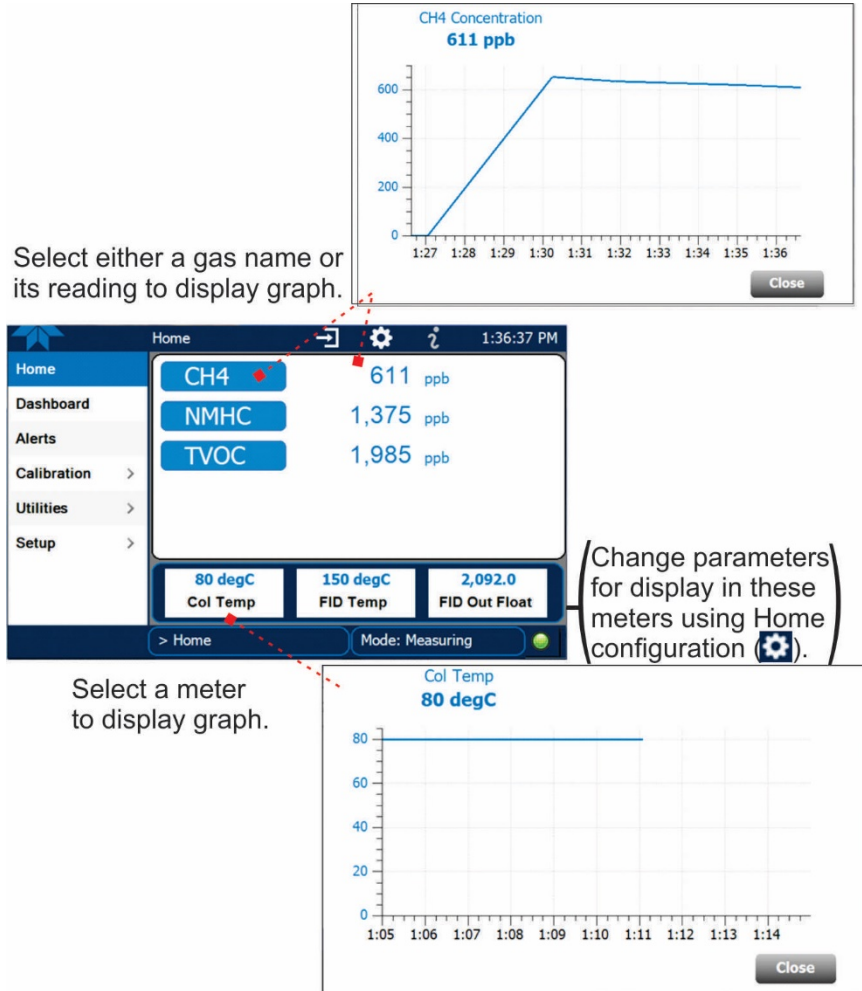 CH4 Concentration
611 ppb
600
400
200
0
1:27 1:28 1:29 1:30 1:31 1:32 1:33 1:34 1:35 1:36
Close
Select either a gas name or
its reading to display graph.
Home 1:36:37 PM
Home
Dashboard
Alerts
Calibration >
Utilities >
Setup >
CH4 611 ppb
NMHC 1,375 ppb
TVOC 1,985 ppb
80 degC 150 degC 2,092.0
Col Temp FID Temp FID Out Float
> Home Mode: Measuring
(Change parameters
for display in these
meters using Home
configuration ( ).)
Select a meter
to display graph.
Col Temp
80 degC
80
60
40
20
0
1:05 1:06 1:07 1:08 1:09 1:10 1:11 1:12 1:13 1:14
Close